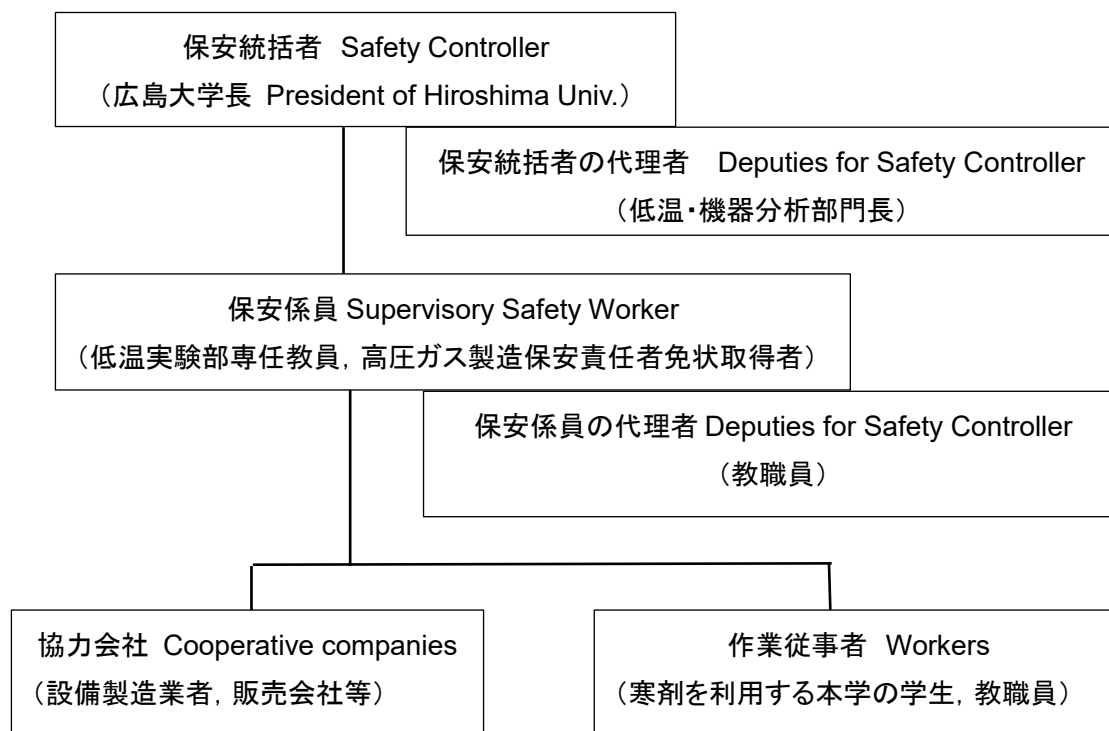 保安統括者 Safety Controller
（広島大学長 President of Hiroshima Univ.）
保安統括者の代理者 Deputies for Safety Controller
（低温・機器分析部門長）
保安係員 Supervisory Safety Worker
（低温実験部専任教員，高圧ガス製造保安責任者免状取得者）
保安係員の代理者 Deputies for Safety Controller
（教職員）
協力会社 Cooperative companies
（設備製造業者，販売会社等）
作業従事者 Workers
（寒剤を利用する本学の学生，教職員）